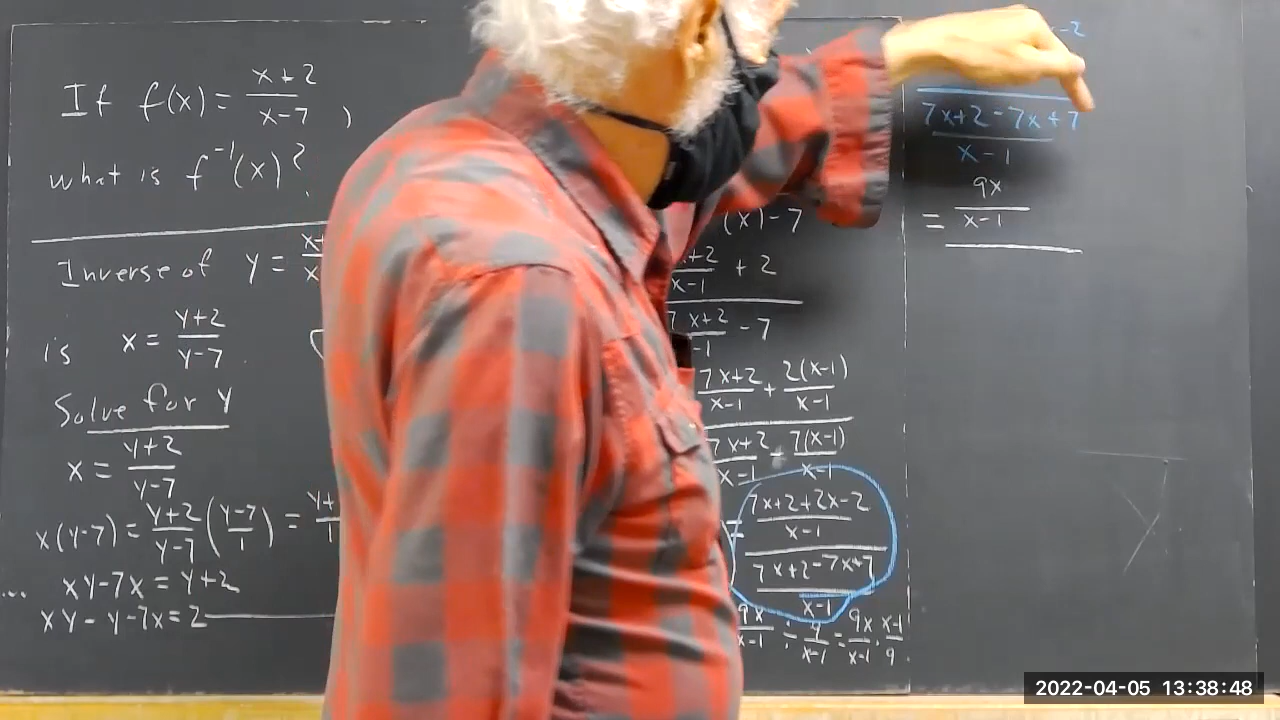 If f(x) = (x+2)/(x-7),
what is f⁻¹(x)?
Inverse of y =
is x = (y+2)/(y-7)
Solve for y
x = (y+2)/(y-7)
x(y-7) = (y+2)/(y-7) ((y-7)/1) =
... xy-7x = y+2
xy-y-7x=2
(x)-7
+ 2
- 7
(7x+2)/(x-1) + 2(x-1)/(x-1)
(7x+2)/(x-1) - 7(x-1)/(x-1)
(7x+2+2x-2)/(x-1)
(7x+2-7x+7)/(x-1)
9x/(x-1) ÷ 9/(x-1) = 9x/(x-1) · (x-1)/9
-2
(7x+2-7x+7)/(x-1)
= 9x/(x-1)
2022-04-05 13:38:48